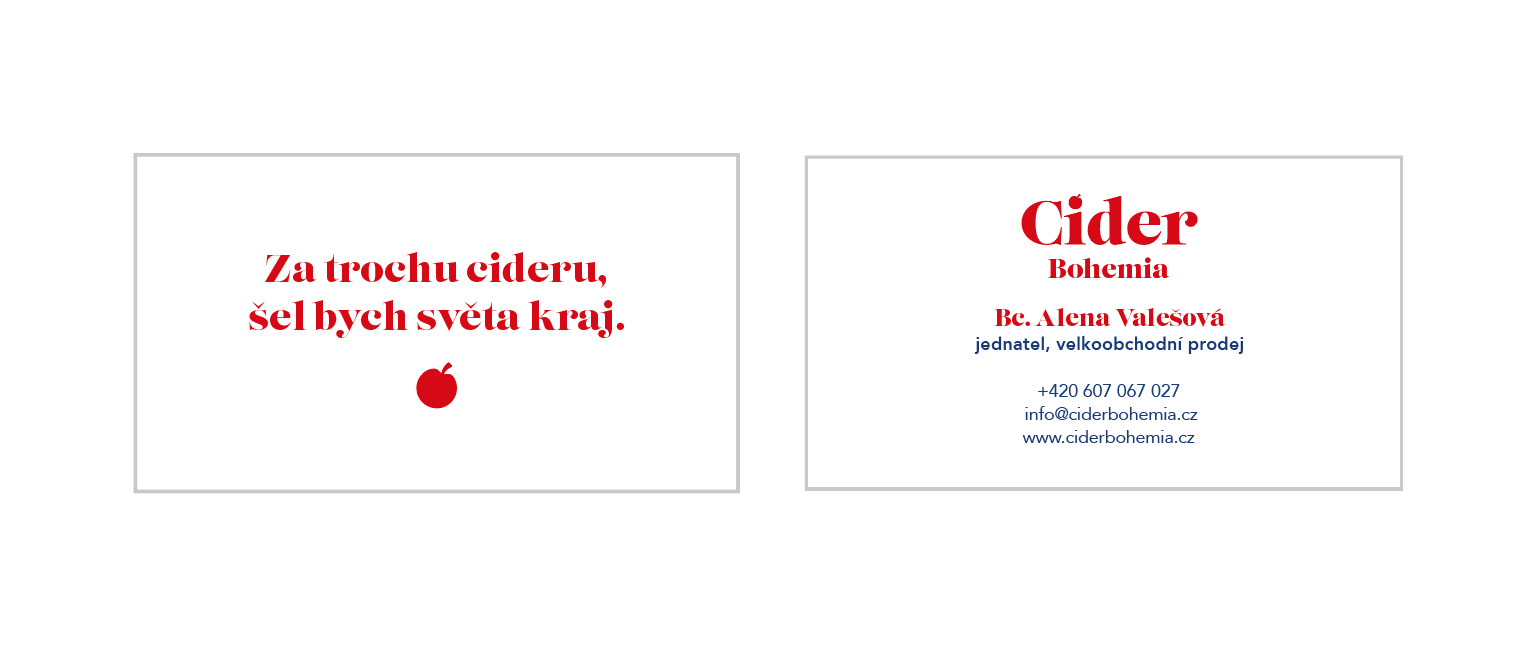 Za trochu cideru,
šel bych světa kraj.
Cider
Bohemia
Bc. Alena Valešová
jednatel, velkoobchodní prodej
+420 607 067 027
info@ciderbohemia.cz
www.ciderbohemia.cz